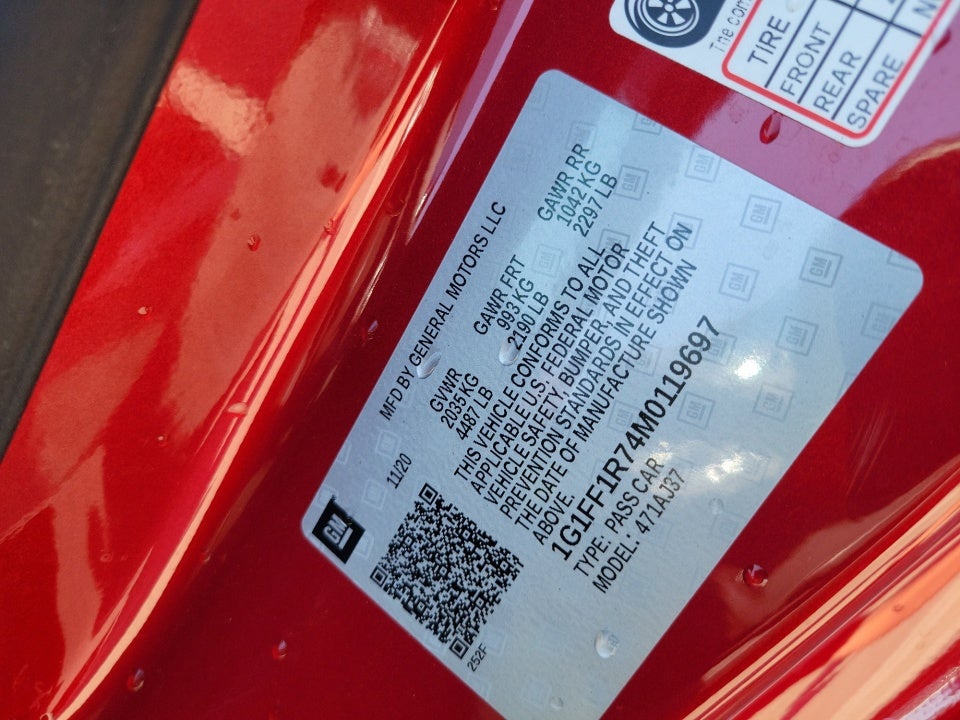 The
TIRE
FRONT
REAR
SPARE
GM
MFD BY GENERAL MOTORS LLC
11/20
GVWR GAWR FRT GAWR RR
2035 KG 993 KG 1042 KG
4487 LB 2190 LB 2297 LB
THIS VEHICLE CONFORMS TO ALL
APPLICABLE U.S. FEDERAL MOTOR
VEHICLE SAFETY, BUMPER, AND THEFT
PREVENTION STANDARDS IN EFFECT ON
THE DATE OF MANUFACTURE SHOWN
ABOVE.
1G1FF1R74M0119697
TYPE: PASS CAR
MODEL: 471AJ37
252F